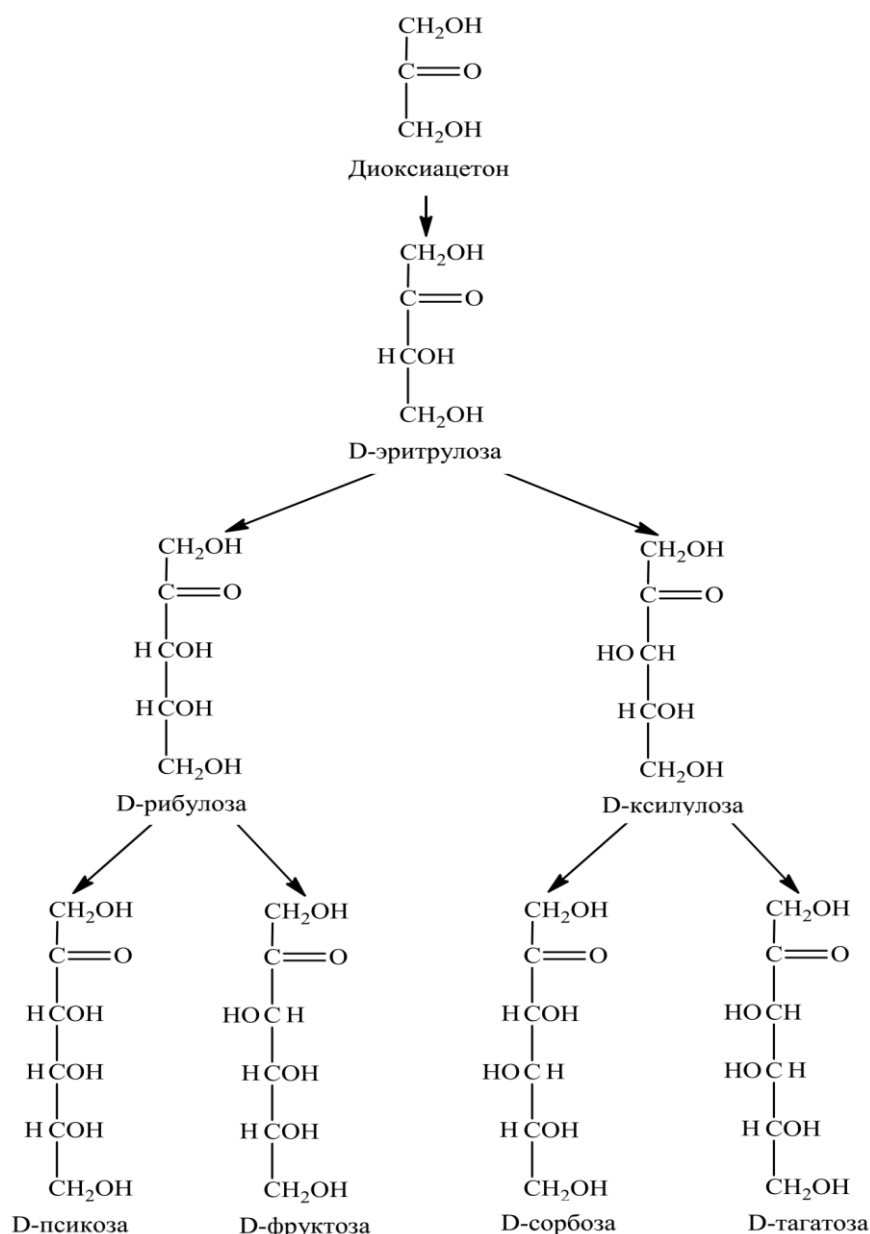 CH₂OH
C=O
CH₂OH
Диоксиацетон
CH₂OH
C=O
HCOH
CH₂OH
D-эритрулоза
CH₂OH CH₂OH
C=O C=O
HCOH HOCH
HCOH HCOH
CH₂OH CH₂OH
D-рибулоза D-ксилулоза
CH₂OH CH₂OH CH₂OH CH₂OH
C=O C=O C=O C=O
HCOH HOCH HCOH HOCH
HCOH HCOH HOCH HOCH
HCOH HCOH HCOH HCOH
CH₂OH CH₂OH CH₂OH CH₂OH
D-псикоза D-фруктоза D-сорбоза D-тагатоза